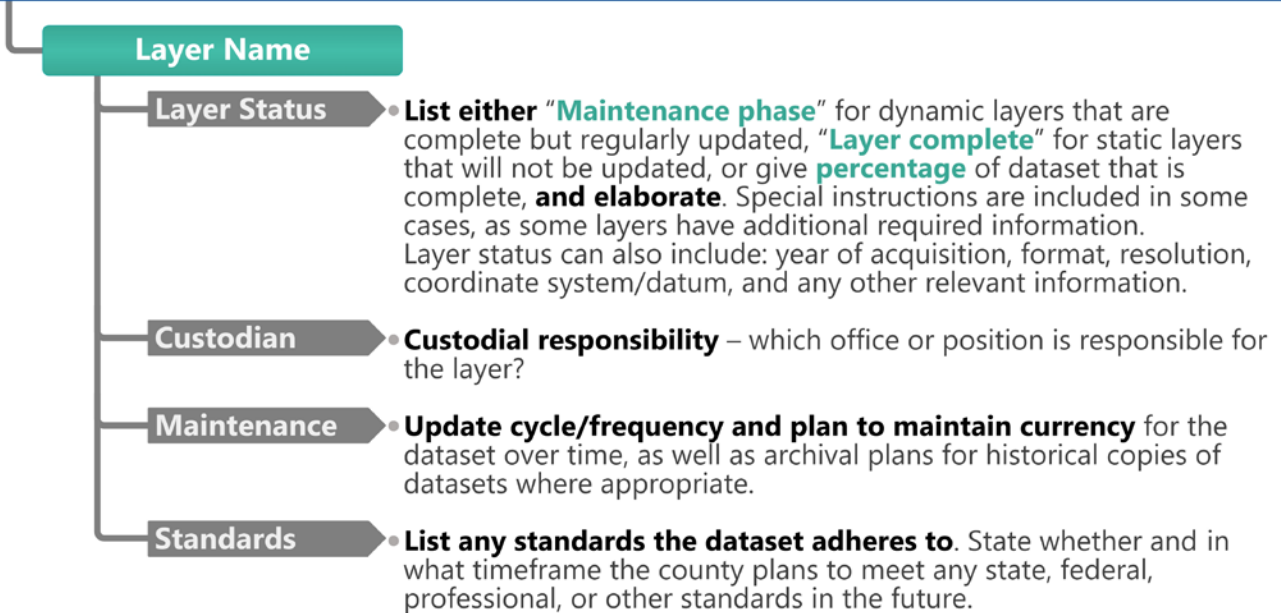 Layer Name
Layer Status
List either “Maintenance phase” for dynamic layers that are
complete but regularly updated, “Layer complete” for static layers
that will not be updated, or give percentage of dataset that is
complete, and elaborate. Special instructions are included in some
cases, as some layers have additional required information.
Layer status can also include: year of acquisition, format, resolution,
coordinate system/datum, and any other relevant information.
Custodian
Custodial responsibility – which office or position is responsible for
the layer?
Maintenance
Update cycle/frequency and plan to maintain currency for the
dataset over time, as well as archival plans for historical copies of
datasets where appropriate.
Standards
List any standards the dataset adheres to. State whether and in
what timeframe the county plans to meet any state, federal,
professional, or other standards in the future.